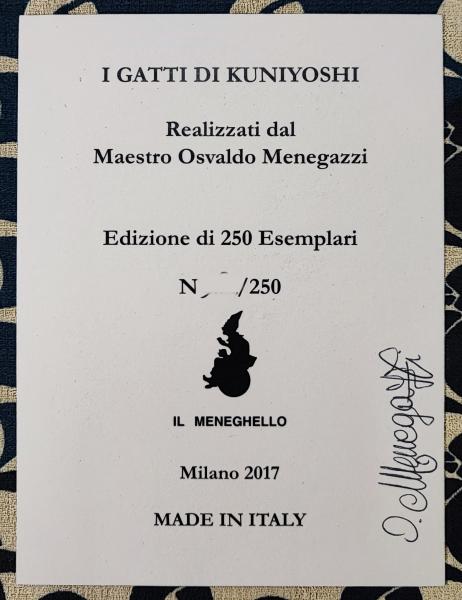 I GATTI DI KUNIYOSHI
Realizzati dal
Maestro Osvaldo Menegazzi
Edizione di 250 Esemplari
N /250
IL MENEGHELLO
Milano 2017
MADE IN ITALY
O. Menegazzi